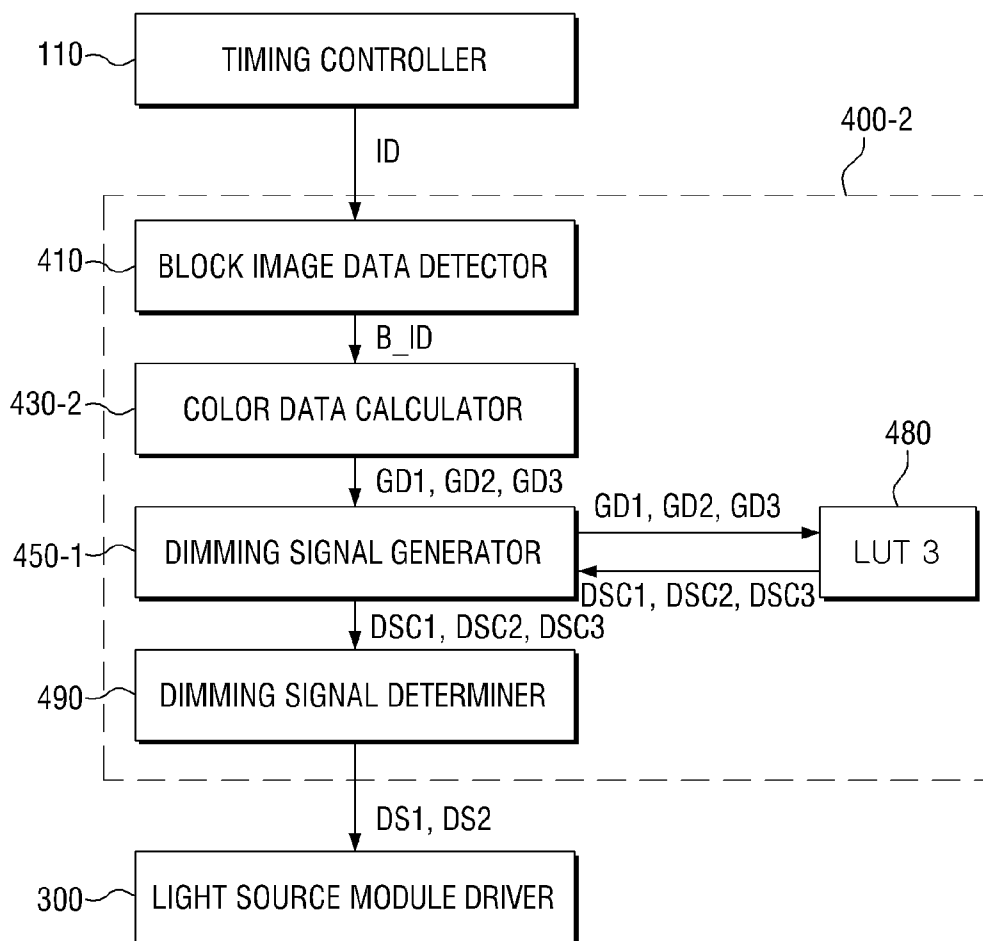 110
TIMING CONTROLLER
400-2
ID
410
BLOCK IMAGE DATA DETECTOR
B_ID
430-2
COLOR DATA CALCULATOR
480
GD1, GD2, GD3
GD1, GD2, GD3
450-1
DIMMING SIGNAL GENERATOR
LUT 3
DSC1, DSC2, DSC3
DSC1, DSC2, DSC3
490
DIMMING SIGNAL DETERMINER
DS1, DS2
300
LIGHT SOURCE MODULE DRIVER